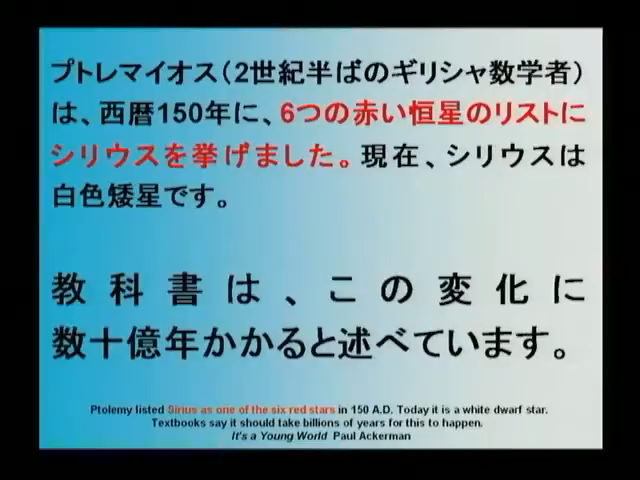 プトレマイオス（2世紀半ばのギリシャ数学者）
は、西暦150年に、6つの赤い恒星のリストに
シリウスを挙げました。現在、シリウスは
白色矮星です。
教科書は、この変化に
数十億年かかると述べています。
Ptolemy listed Sirius as one of the six red stars in 150 A.D. Today it is a white dwarf star.
Textbooks say it should take billions of years for this to happen.
It's a Young World Paul Ackerman